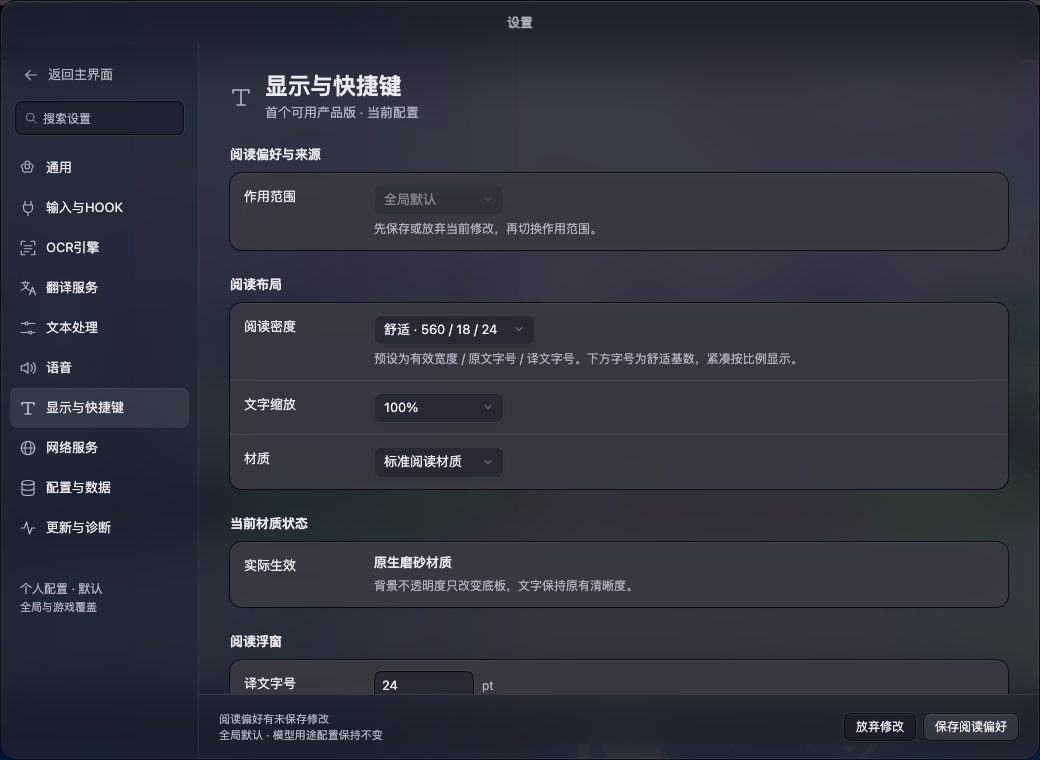 设置
返回主界面
搜索设置
通用
输入与HOOK
OCR引擎
翻译服务
文本处理
语音
显示与快捷键
网络服务
配置与数据
更新与诊断
个人配置 · 默认
全局与游戏覆盖
显示与快捷键
首个可用产品版 · 当前配置
阅读偏好与来源
作用范围
全局默认
先保存或放弃当前修改，再切换作用范围。
阅读布局
阅读密度
舒适 · 560 / 18 / 24
预设为有效宽度 / 原文字号 / 译文字号。下方字号为舒适基数，紧凑按比例显示。
文字缩放
100%
材质
标准阅读材质
当前材质状态
实际生效
原生磨砂材质
背景不透明度只改变底板，文字保持原有清晰度。
阅读浮窗
译文字号
24
pt
阅读偏好有未保存修改
全局默认 · 模型用途配置保持不变
放弃修改
保存阅读偏好